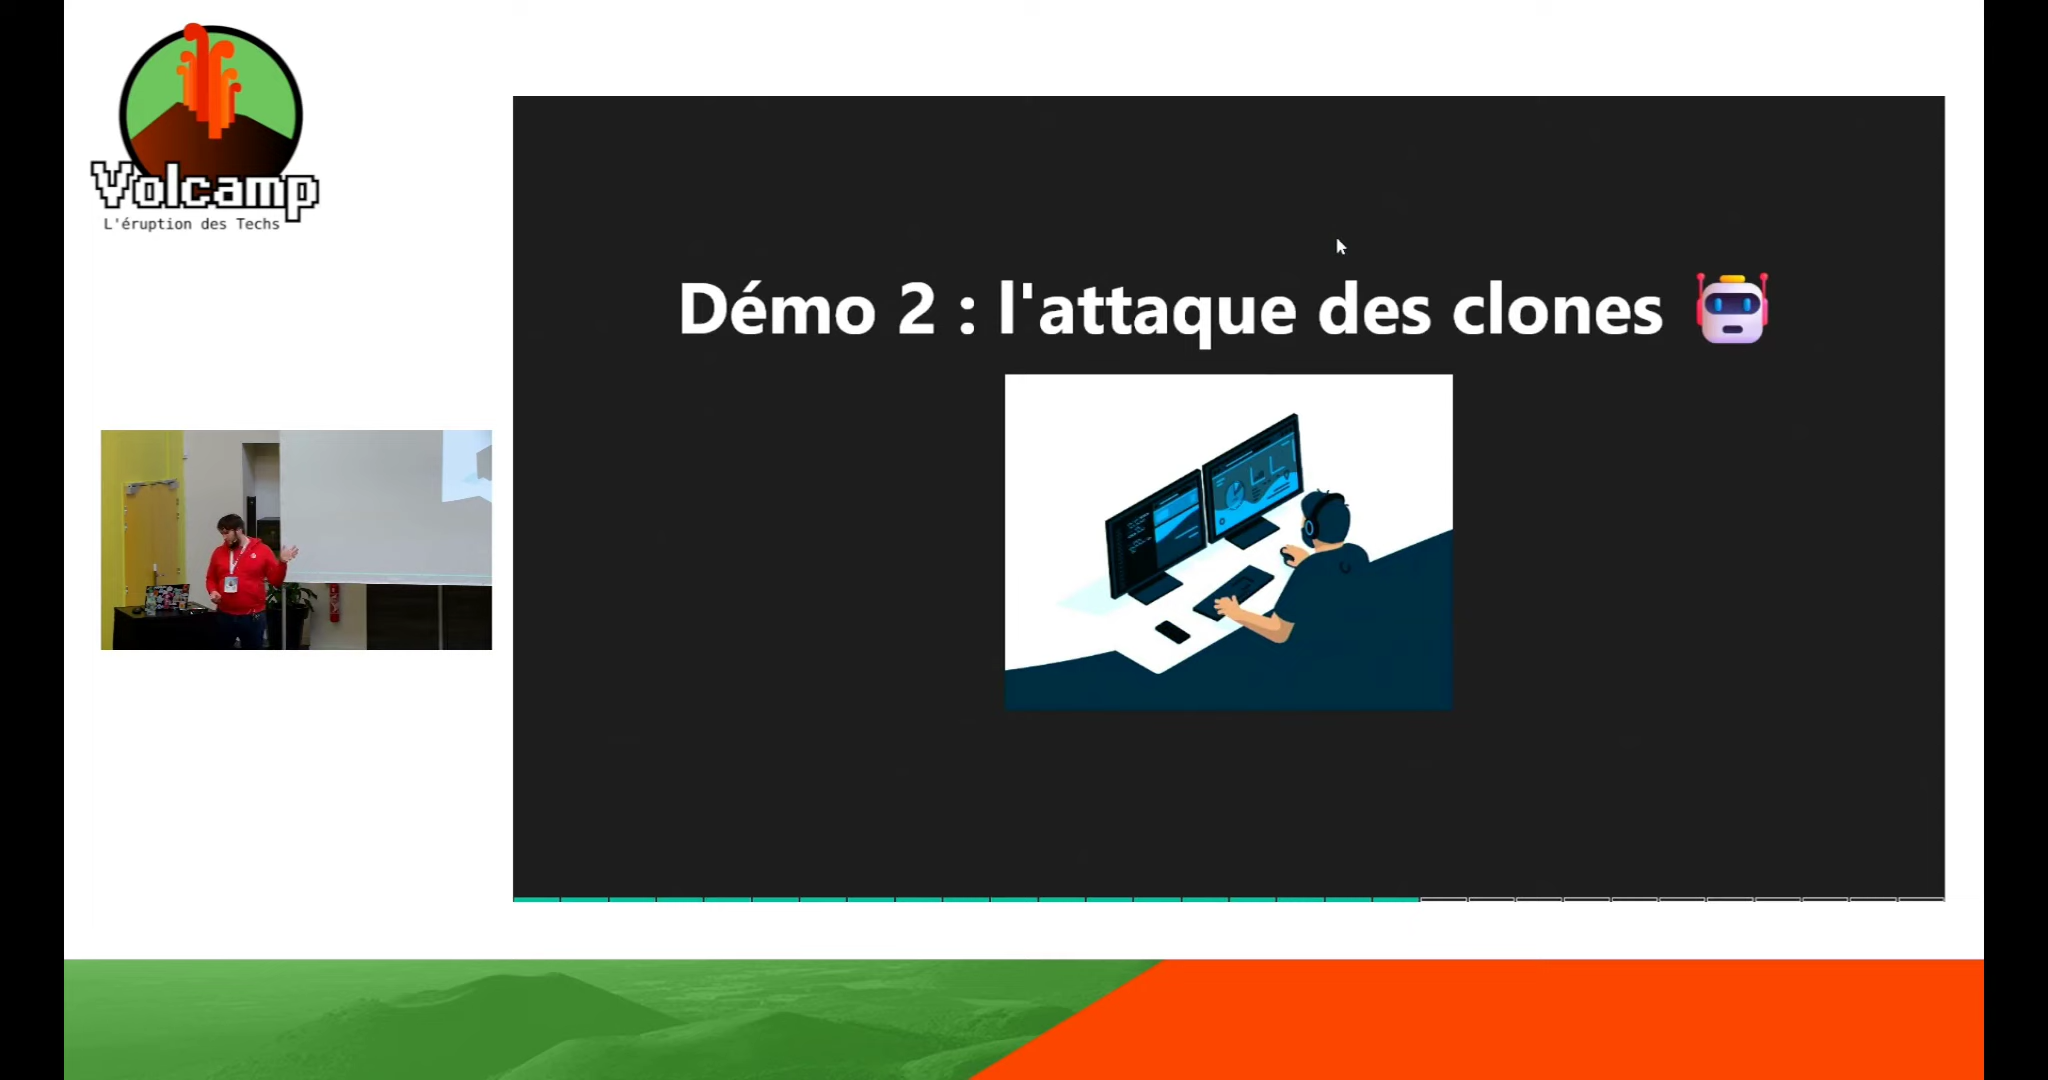 Volcamp
L'éruption des Techs
Démo 2 : l'attaque des clones